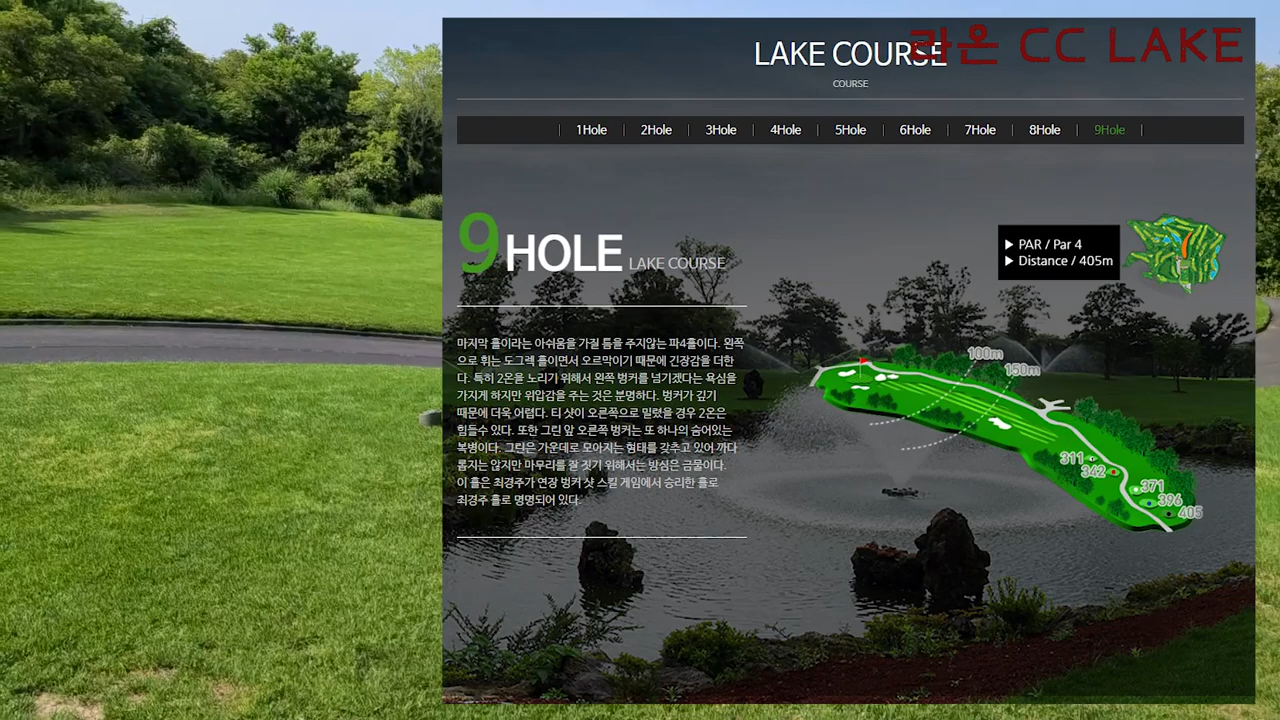 라온 CC LAKE
LAKE COURSE
COURSE
1Hole | 2Hole | 3Hole | 4Hole | 5Hole | 6Hole | 7Hole | 8Hole | 9Hole
9HOLE LAKE COURSE
▶ PAR / Par 4
▶ Distance / 405m
마지막 홀이라는 아쉬움을 가질 틈을 주지않는 파4홀이다. 왼쪽
으로 휘는 도그렉 홀이면서 오르막이기 때문에 긴장감을 더한
다. 특히 2온을 노리기 위해서 왼쪽 벙커를 넘기겠다는 욕심을
가지게 하지만 위압감을 주는 것은 분명하다. 벙커가 깊기
때문에 더욱 어렵다. 티 샷이 오른쪽으로 밀렸을 경우 2온은
힘들수 있다. 또한 그린 앞 오른쪽 벙커는 또 하나의 숨어있는
복병이다. 그린은 가운데로 모아지는 형태를 갖추고 있어 까다
롭지는 않지만 마무리를 잘 짓기 위해서는 방심은 금물이다.
이 홀은 최경주가 연장 벙커 샷 스킬 게임에서 승리한 홀로
최경주 홀로 명명되어 있다.
100m
150m
311
342
371
396
405